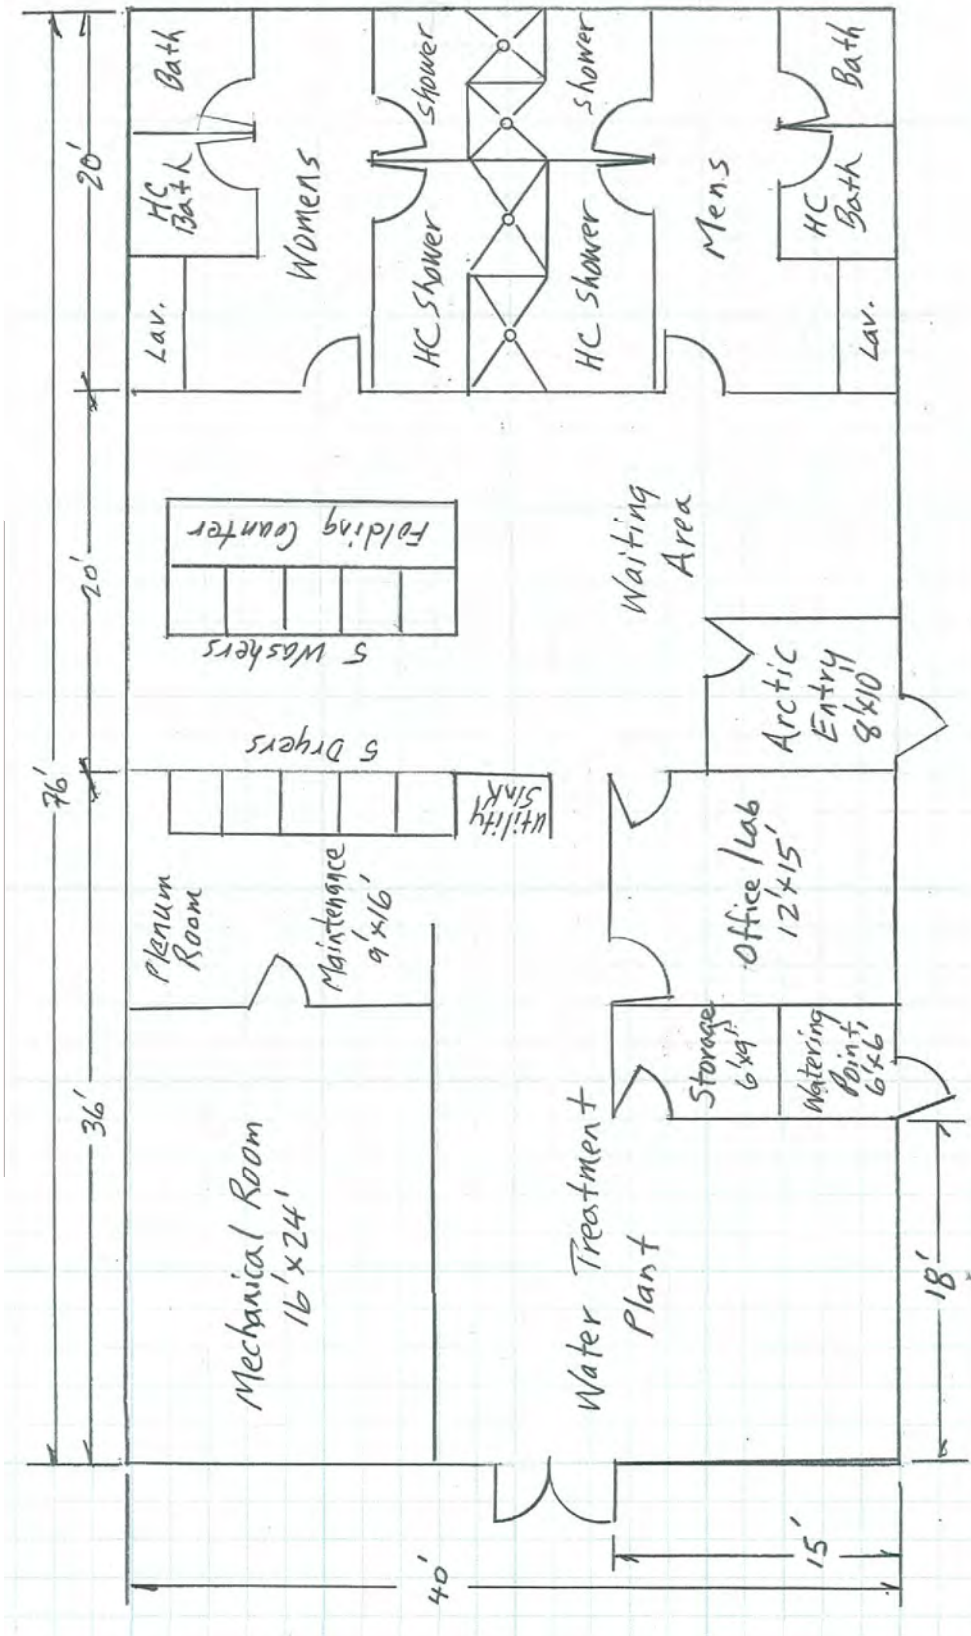 76'
36'
20'
20'
Mechanical Room
16' x 24'
Plenum
Room
Maintenance
9' x 16'
5 Dryers
5 Washers
Folding Counter
Utility
Sink
Lav.
HC
Bath
Bath
Womens
HC Shower
Shower
HC Shower
Shower
Mens
Lav.
HC
Bath
Bath
Water Treatment
Plant
Storage
6'x9'
Watering
Point
6'x6'
Office/Lab
12'x15'
Arctic
Entry
8'x10'
Waiting
Area
40'
15'
18'